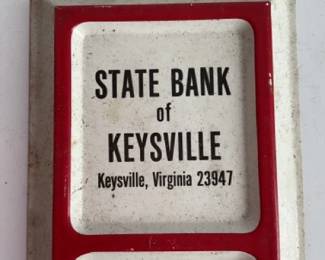 STATE BANK
of
KEYSVILLE
Keysville, Virginia 23947